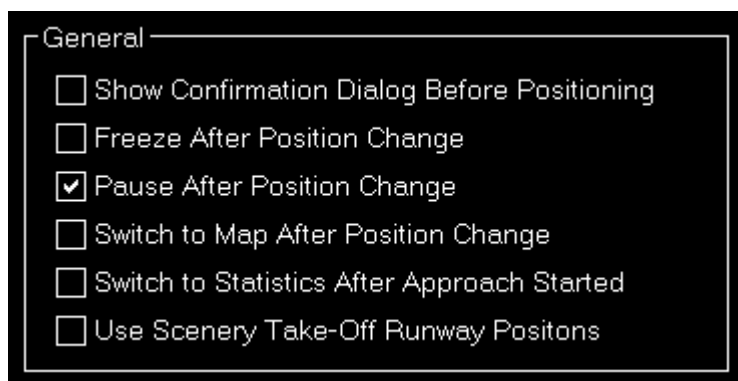 General
Show Confirmation Dialog Before Positioning
Freeze After Position Change
Pause After Position Change
Switch to Map After Position Change
Switch to Statistics After Approach Started
Use Scenery Take-Off Runway Positons